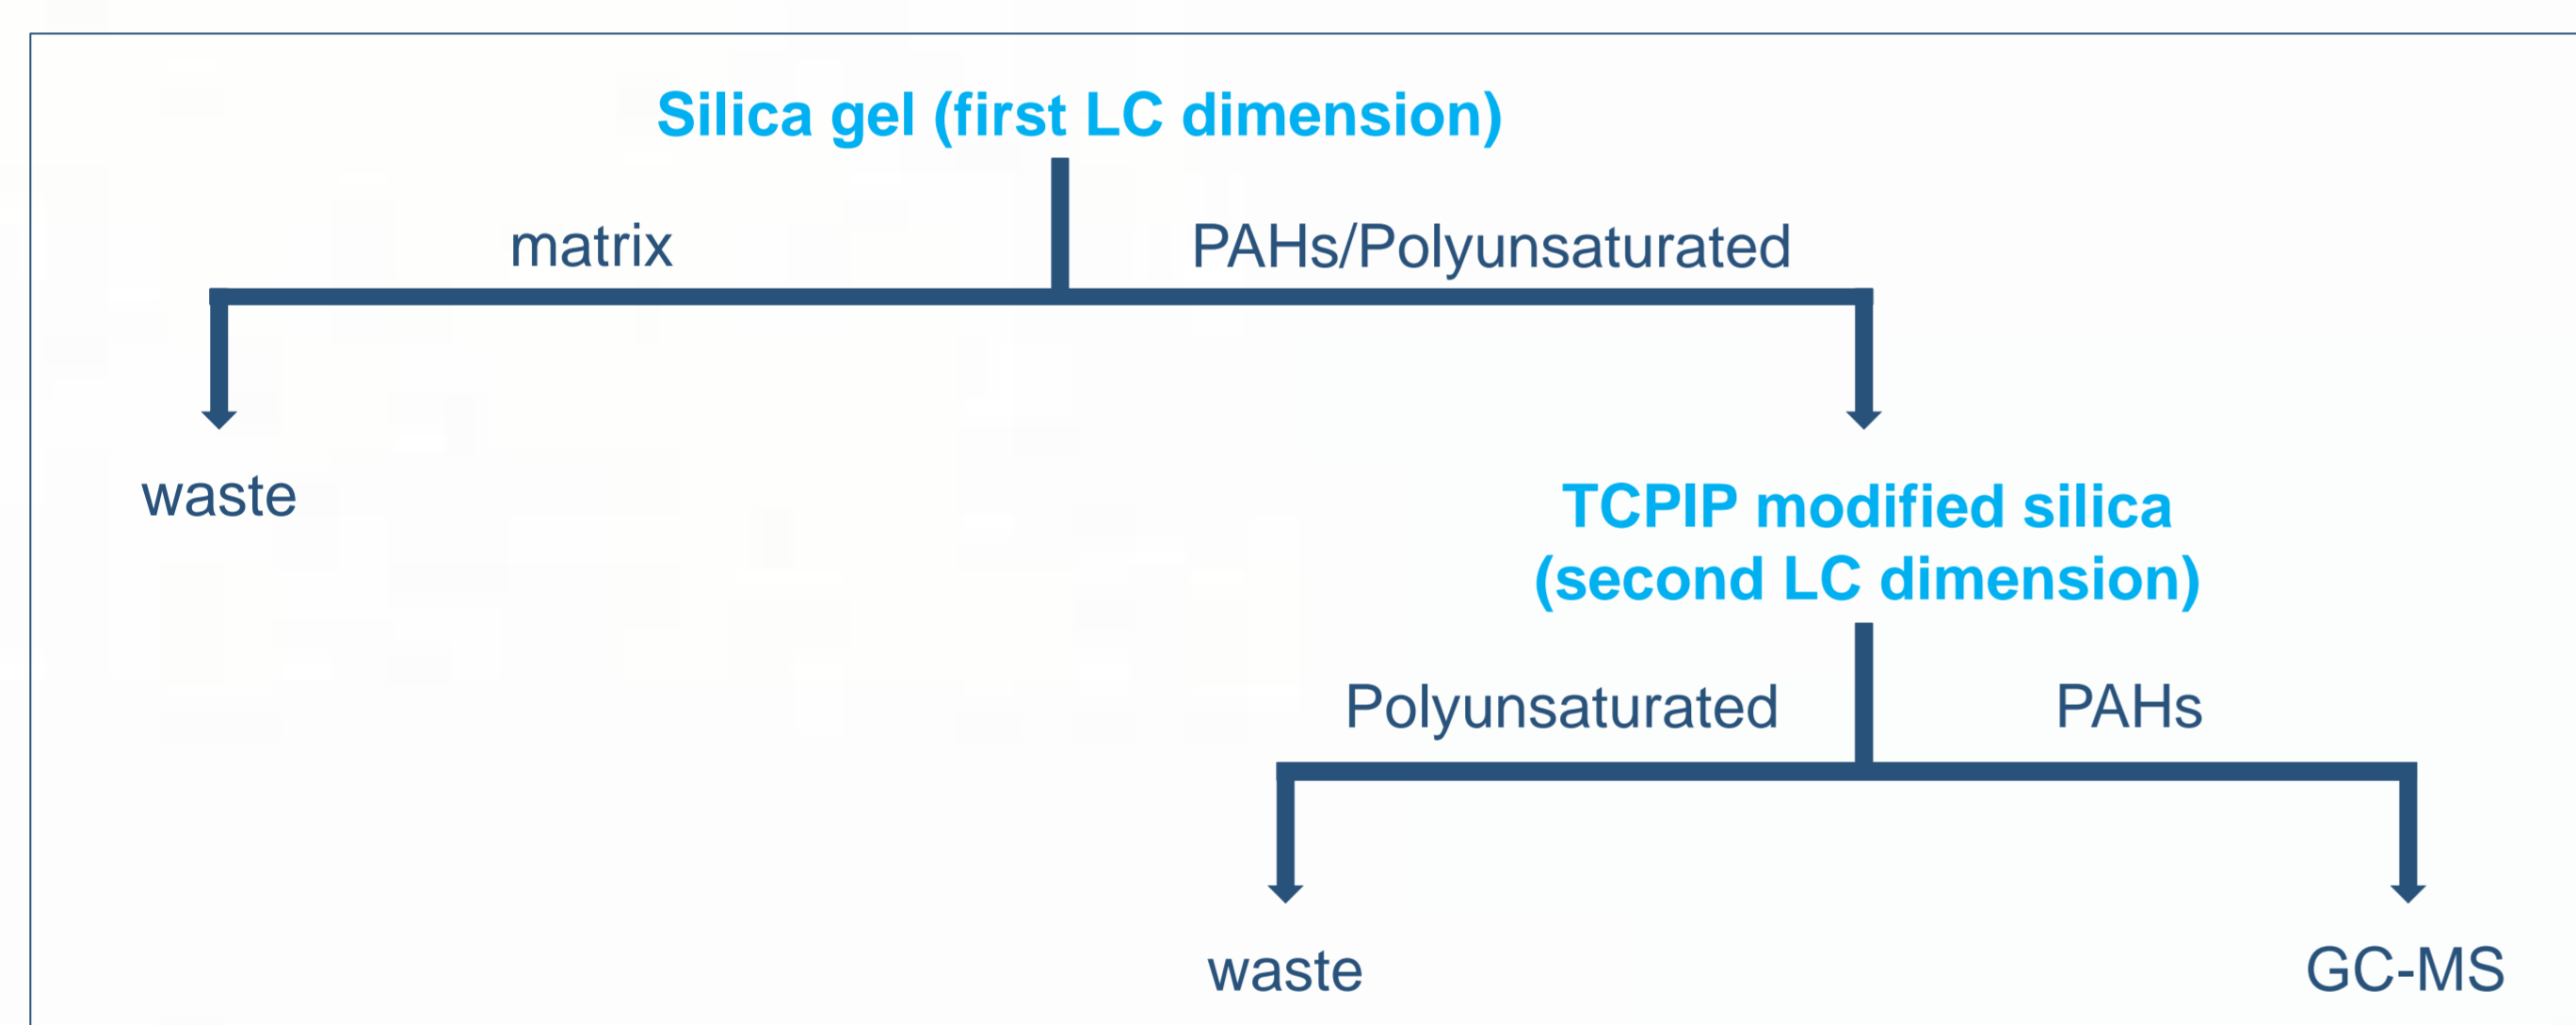 Silica gel (first LC dimension)
matrix
PAHs/Polyunsaturated
waste
TCPIP modified silica
(second LC dimension)
Polyunsaturated
PAHs
waste
GC-MS